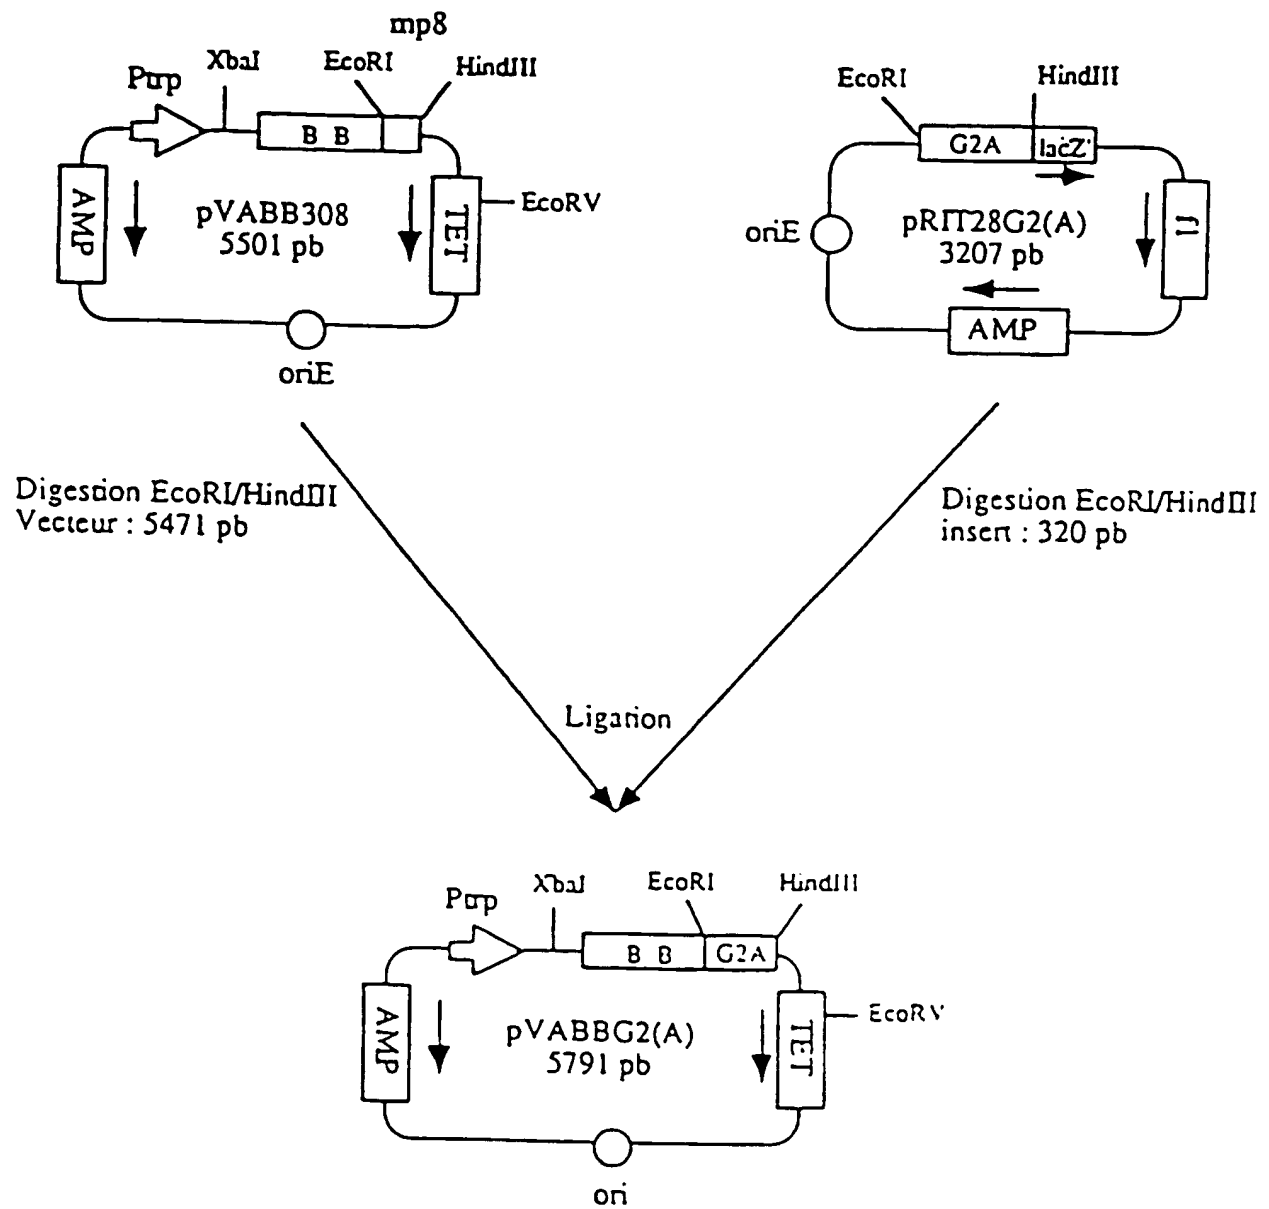 mp8
Ptrp
XbaI
EcoRI
HindIII
B B
AMP
pVABB308
5501 pb
TET
EcoRV
oriE
EcoRI
HindIII
G2A
lacZ'
oriE
pRIT28G2(A)
3207 pb
f1
AMP
Digestion EcoRI/HindIII
Vecteur : 5471 pb
Digestion EcoRI/HindIII
insert : 320 pb
Ligation
Ptrp
XbaI
EcoRI
HindIII
B B
G2A
AMP
pVABBG2(A)
5791 pb
TET
EcoRV
ori